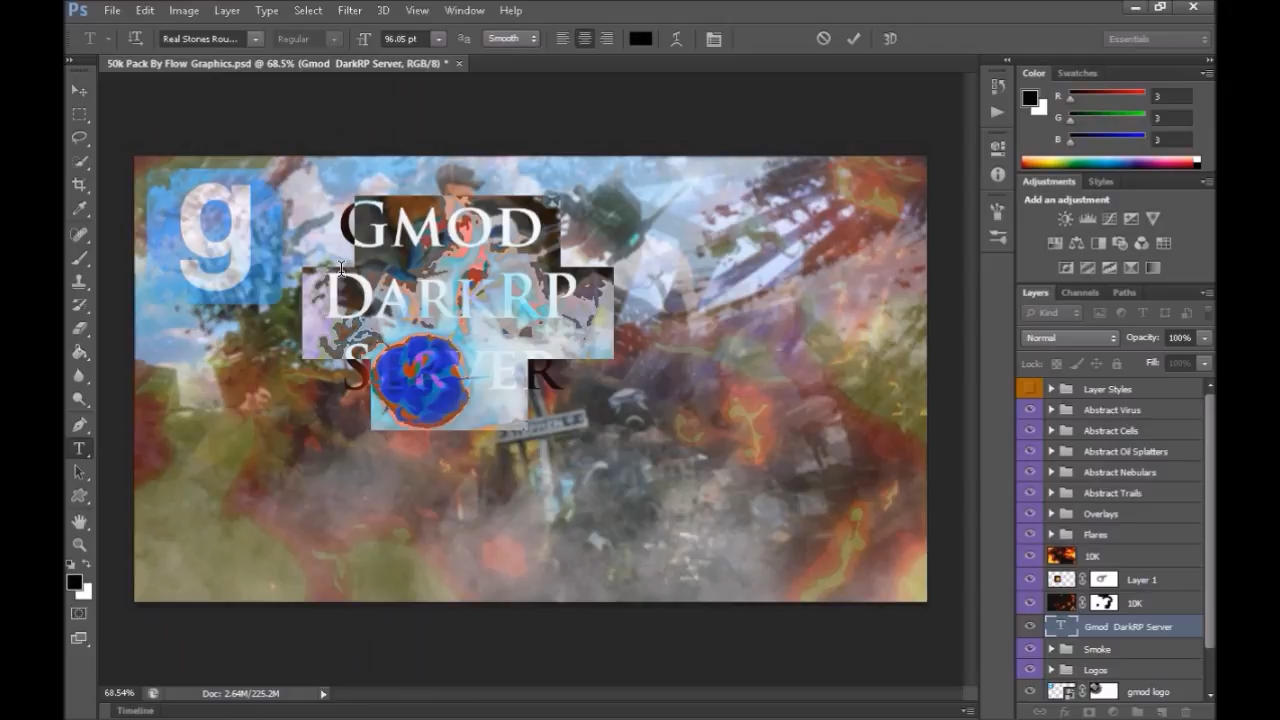 Ps File Edit Image Layer Type Select Filter 3D View Window Help
T Real Stones Rou... Regular 96.05 pt aa Smooth 3D Essentials
50k Pack By Flow Graphics.psd @ 68.5% (Gmod DarkRP Server, RGB/8) * ×
g
Gmod
DarkRP
Server
Color Swatches
R 3
G 3
B 3
Adjustments Styles
Add an adjustment
Layers Channels Paths
Kind
Normal Opacity: 100%
Lock: Fill: 100%
Layer Styles
Abstract Virus
Abstract Cells
Abstract Oil Splatters
Abstract Nebulars
Abstract Trails
Overlays
Flares
10K
Layer 1
10K
T Gmod DarkRP Server
Smoke
Logos
gmod logo
68.54% Doc: 2.64M/225.2M
Timeline